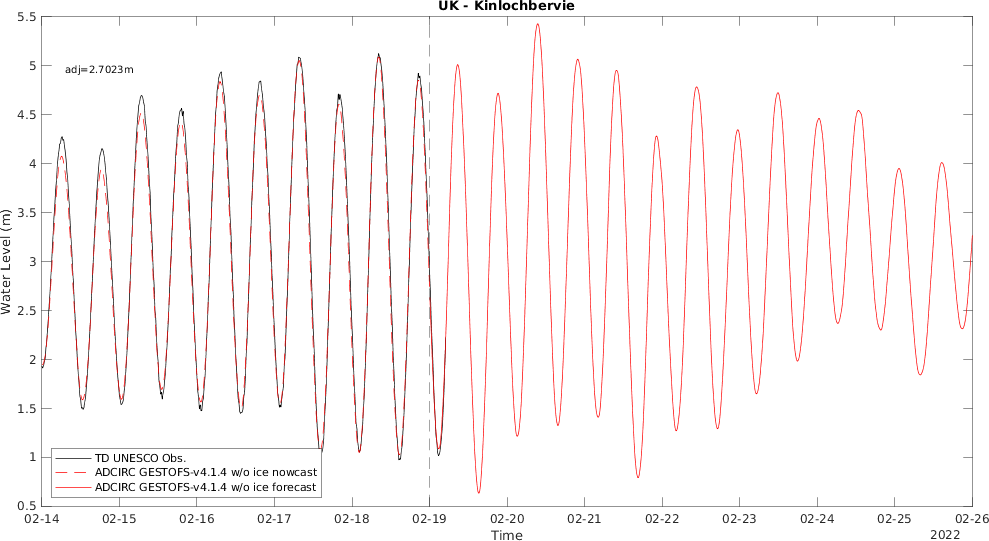 UK - Kinlochbervie
adj=2.7023m
5.5
5
4.5
4
3.5
3
2.5
2
1.5
1
0.5
Water Level (m)
TD UNESCO Obs.
ADCIRC GESTOFS-v4.1.4 w/o ice nowcast
ADCIRC GESTOFS-v4.1.4 w/o ice forecast
02-14 02-15 02-16 02-17 02-18 02-19 02-20 02-21 02-22 02-23 02-24 02-25 02-26
Time
2022